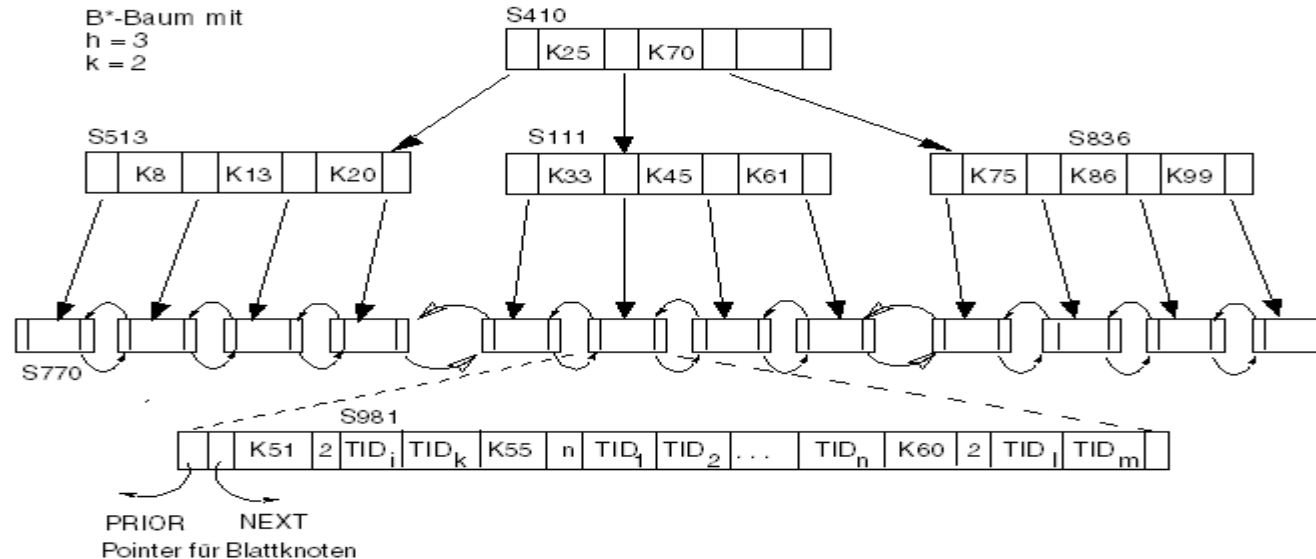 B*-Baum mit
h = 3
k = 2
S410
K25 K70
S513
K8 K13 K20
S111
K33 K45 K61
S836
K75 K86 K99
S770
S981
K51 2 TIDi TIDk K55 n TID1 TID2 ... TIDn K60 2 TIDl TIDm
PRIOR NEXT
Pointer für Blattknoten